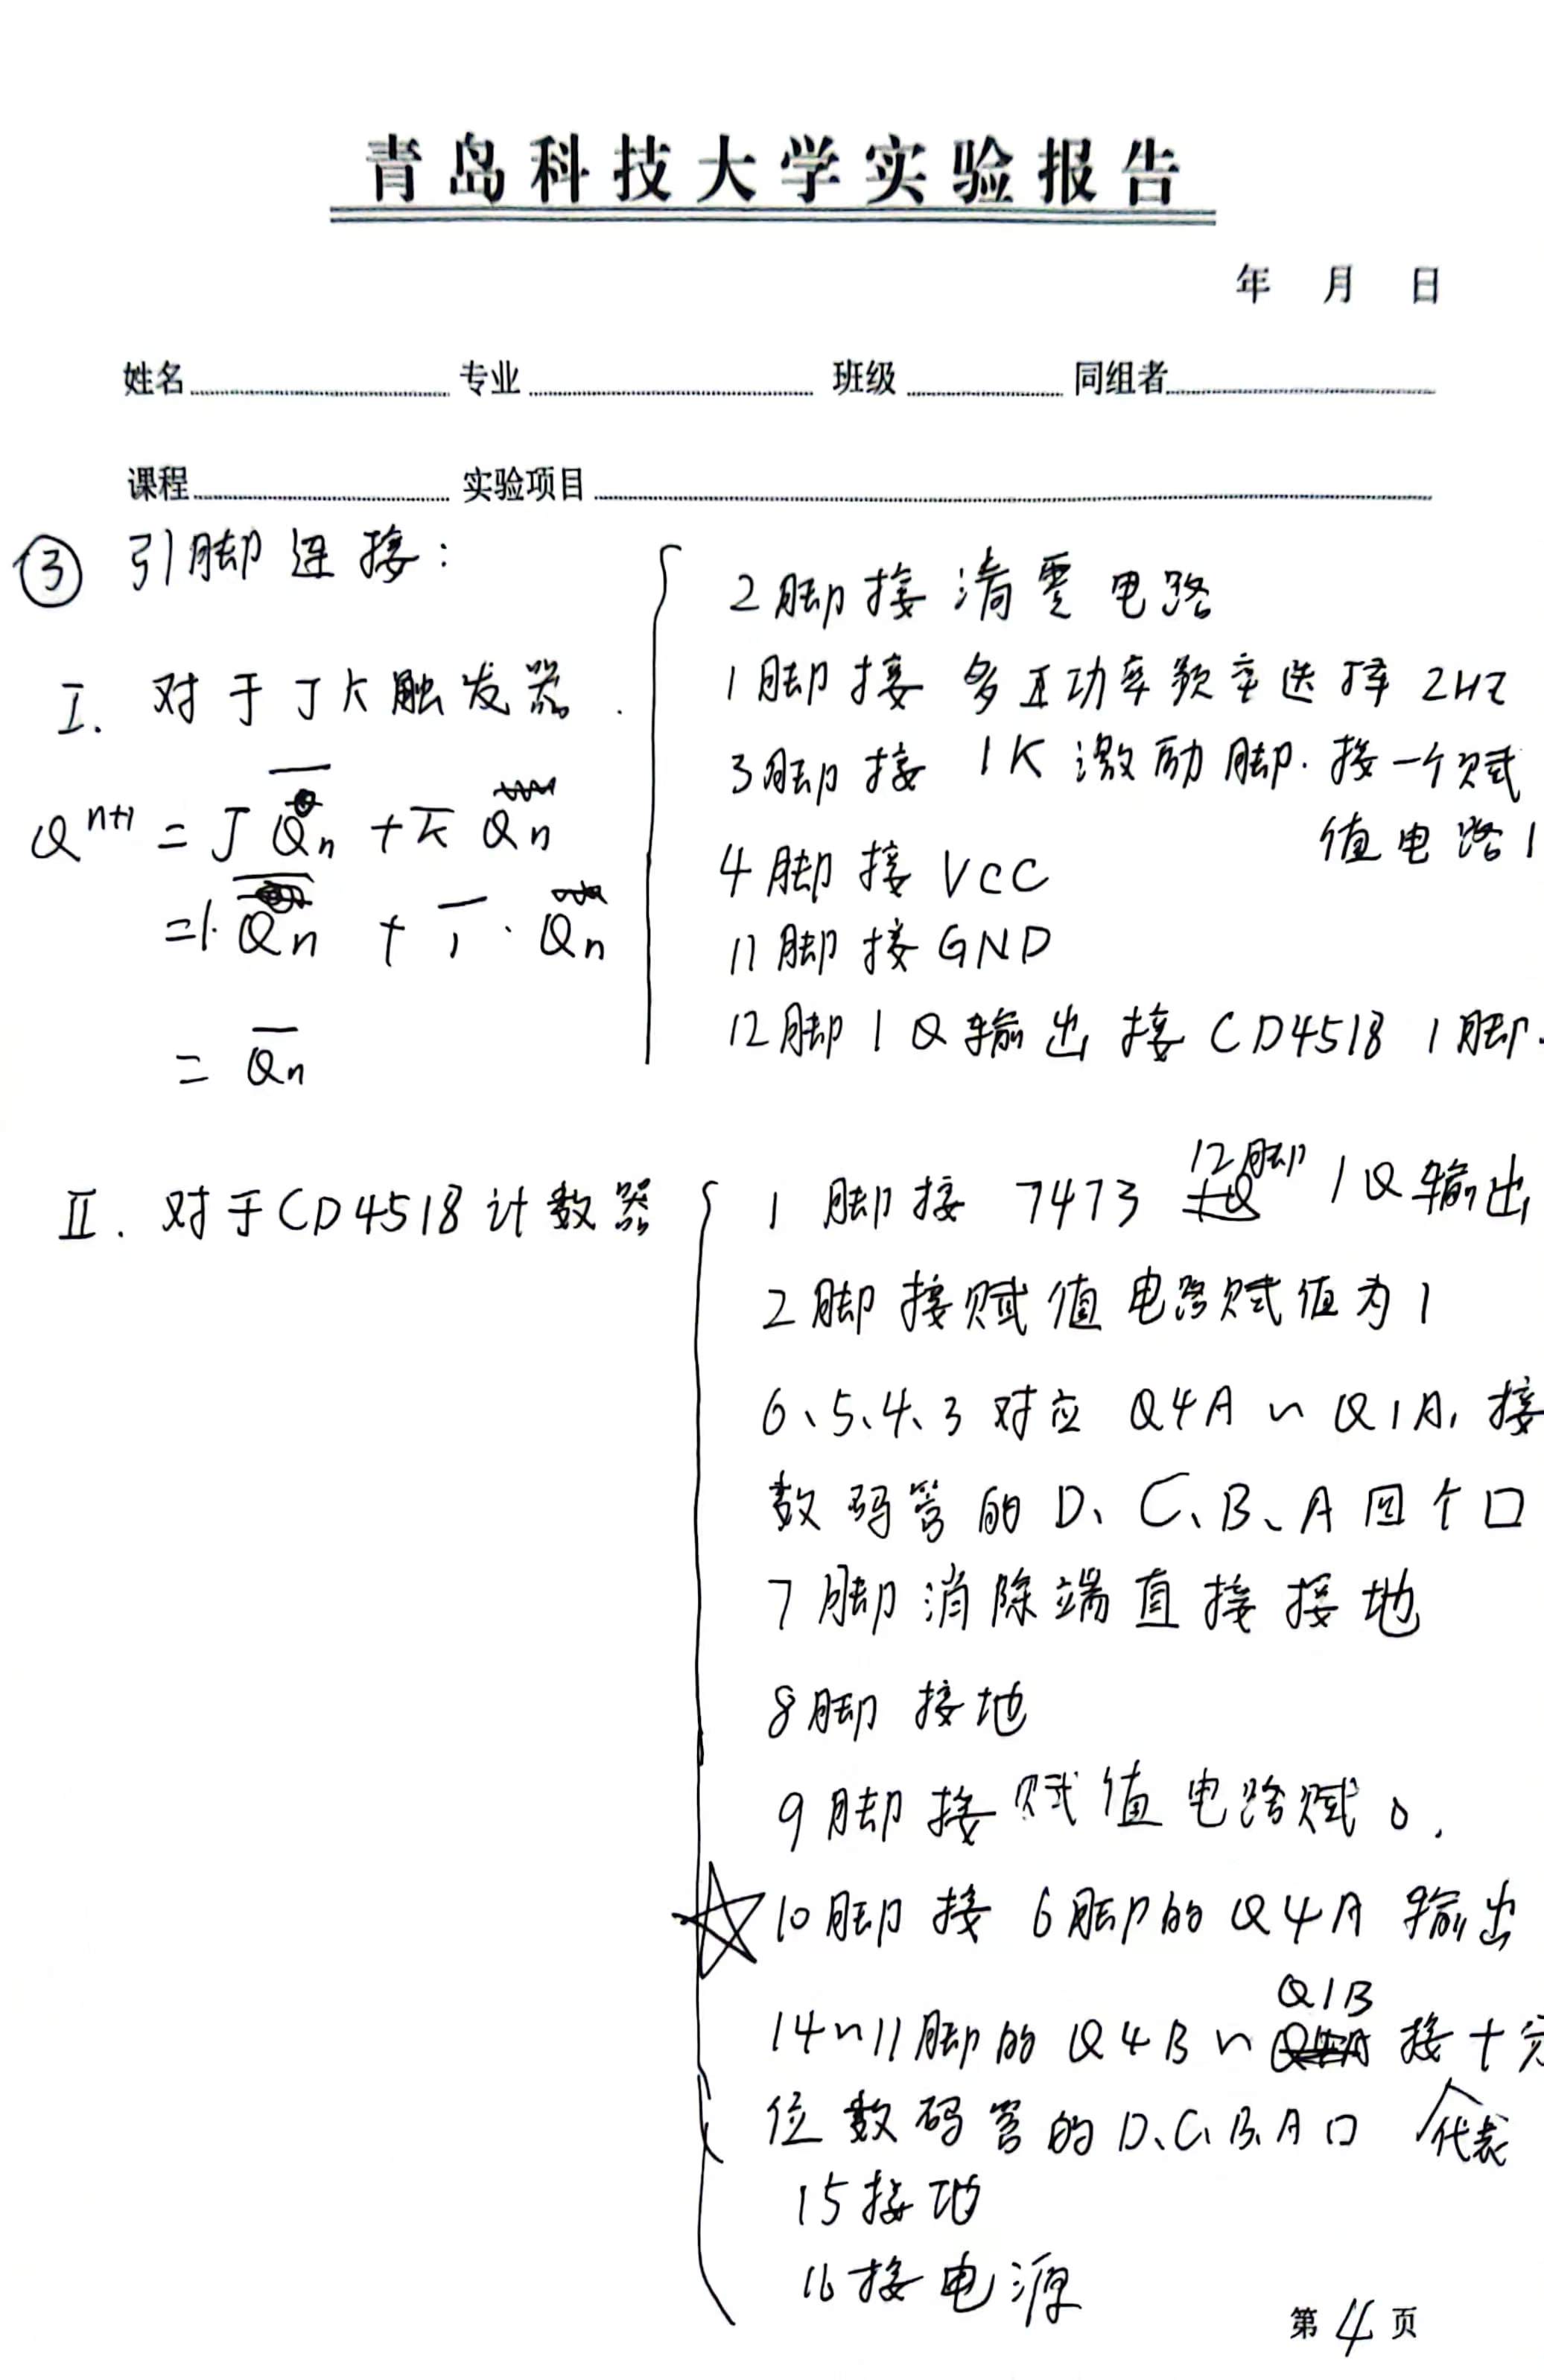 青岛科技大学实验报告
年 月 日
姓名 专业 班级 同组者
课程 实验项目
③ 引脚连接：
Ⅰ. 对于JK触发器.
Q^{n+1} = J \overline{Q_n} + \overline{K} Q_n
= 1·\overline{Q_n} + \overline{1}·Q_n
= \overline{Q_n}
2脚接清零电路
1脚接 多 功率频率选择 2HZ
3脚接 1K激励脚. 接一个赋
值电路1
4脚接VCC
11脚接GND
12脚1Q输出接CD4518 1脚.
Ⅱ. 对于CD4518计数器
1脚接 7473 12脚 1Q输出
2脚接赋值电路赋值为1
6、5、4、3对应 Q4A~Q1A, 接
数码管的D、C、B、A四个口
7脚消除端直接接地
8脚 接地
9脚接赋值电路赋0.
☆10脚接 6脚的Q4A输出
14~11脚的Q4B~Q1B 接十分
位数码管的D、C、B、A口 代表
15接地
16接电源
第4页